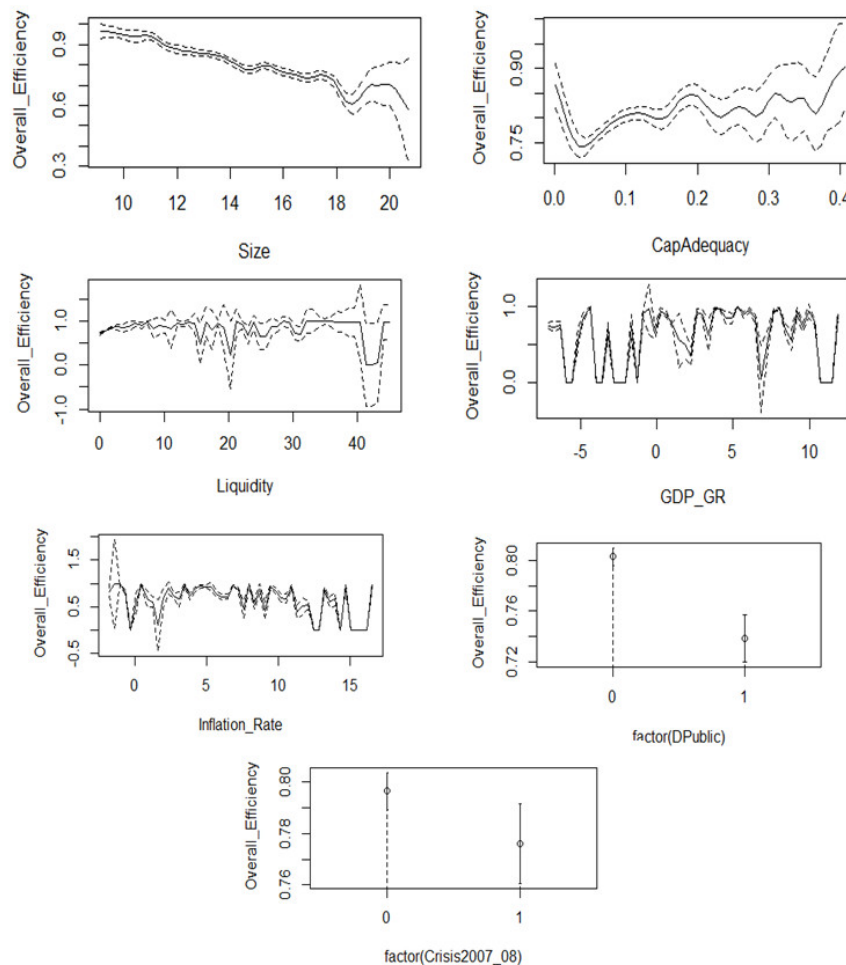 Overall_Efficiency
0.3 0.6 0.9
10 12 14 16 18 20
Size
Overall_Efficiency
0.75 0.90
0.0 0.1 0.2 0.3 0.4
CapAdequacy
Overall_Efficiency
-1.0 0.0 1.0
0 10 20 30 40
Liquidity
Overall_Efficiency
0.0 1.0
-5 0 5 10
GDP_GR
Overall_Efficiency
-0.5 0.5 1.5
0 5 10 15
Inflation_Rate
Overall_Efficiency
0.72 0.76 0.80
0 1
factor(DPublic)
Overall_Efficiency
0.76 0.78 0.80
0 1
factor(Crisis2007_08)